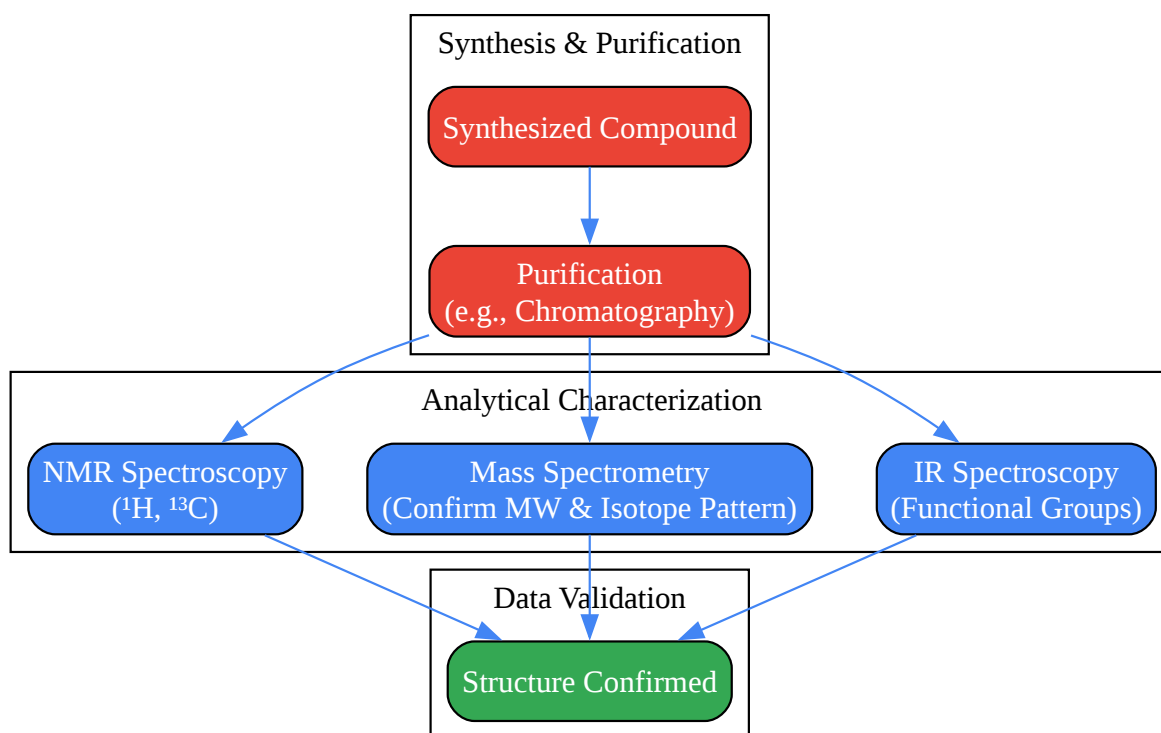 Synthesis & Purification
Synthesized Compound
Purification
(e.g., Chromatography)
Analytical Characterization
NMR Spectroscopy
(¹H, ¹³C)
Mass Spectrometry
(Confirm MW & Isotope Pattern)
IR Spectroscopy
(Functional Groups)
Data Validation
Structure Confirmed